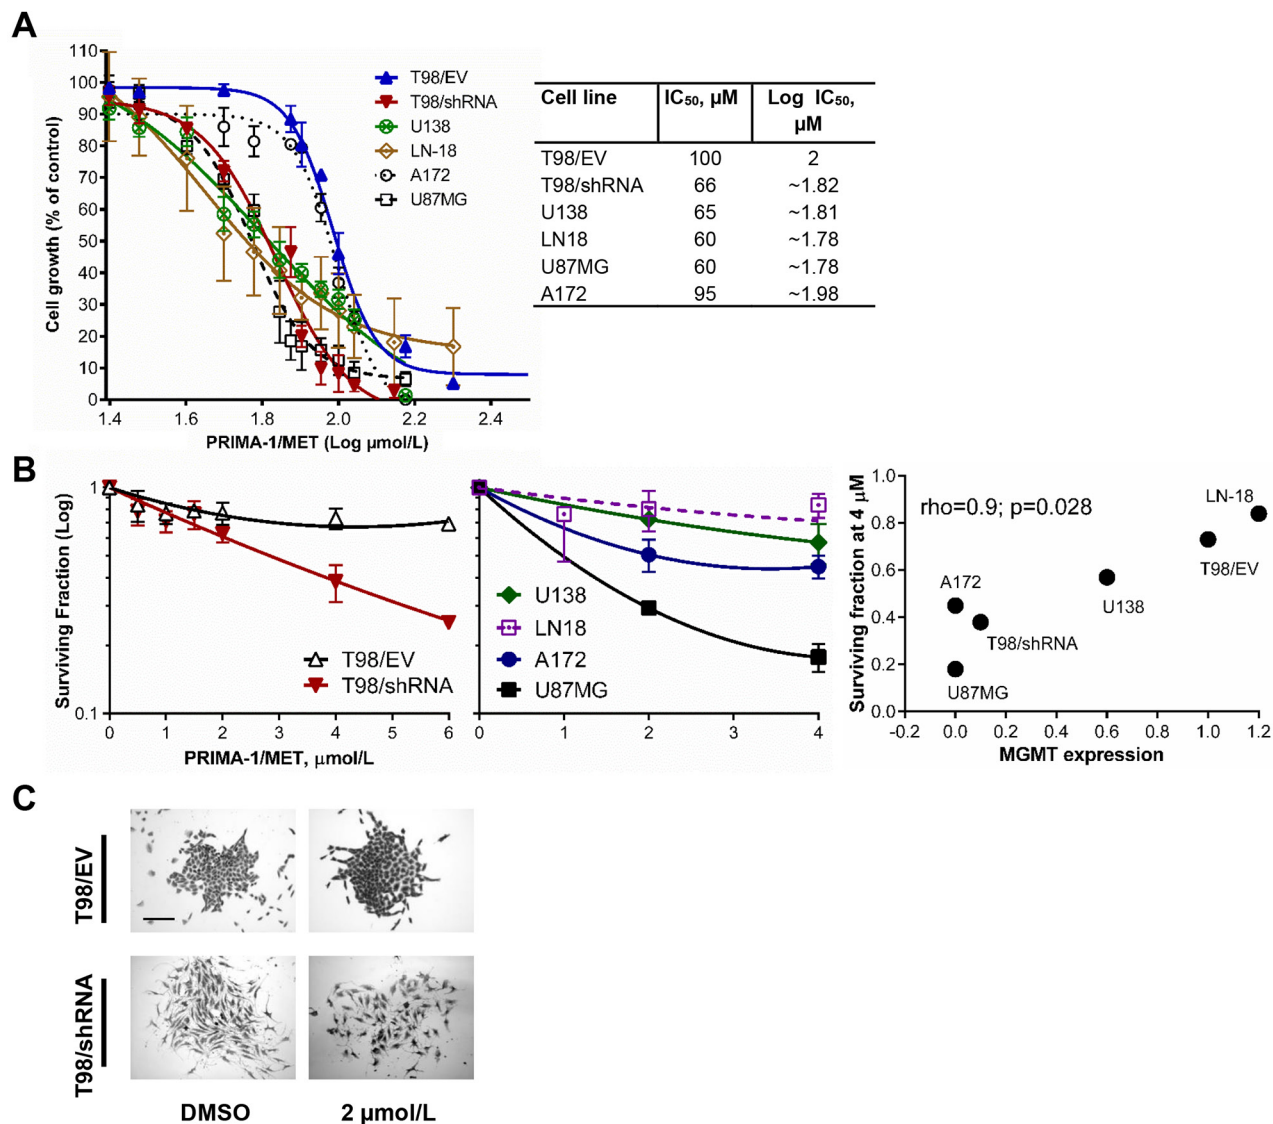 A
110
100
90
80
70
60
50
40
30
20
10
0
Cell growth (% of control)
1.4 1.6 1.8 2.0 2.2 2.4
PRIMA-1/MET (Log µmol/L)
T98/EV
T98/shRNA
U138
LN-18
A172
U87MG
Cell line IC50, µM Log IC50, µM
T98/EV 100 2
T98/shRNA 66 ~1.82
U138 65 ~1.81
LN18 60 ~1.78
U87MG 60 ~1.78
A172 95 ~1.98
B
Surviving Fraction (Log)
1
0.1
T98/EV
T98/shRNA
0 1 2 3 4 5 6
PRIMA-1/MET, µmol/L
U138
LN18
A172
U87MG
0 1 2 3 4
Surviving fraction at 4 µM
1.0
0.8
0.6
0.4
0.2
0.0
rho=0.9; p=0.028
LN-18
T98/EV
A172
U138
T98/shRNA
U87MG
-0.2 0.0 0.2 0.4 0.6 0.8 1.0 1.2
MGMT expression
C
T98/EV
T98/shRNA
DMSO 2 µmol/L